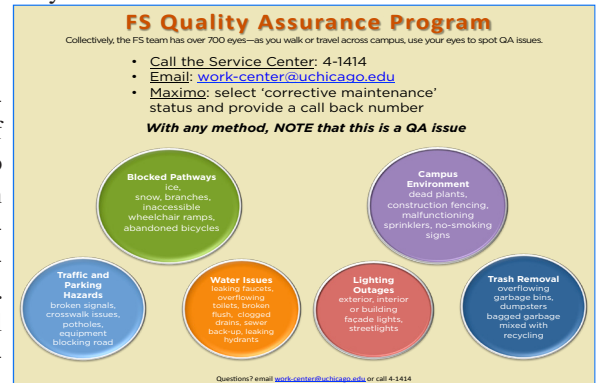 FS Quality Assurance Program
Collectively, the FS team has over 700 eyes—as you walk or travel across campus, use your eyes to spot QA issues.
• Call the Service Center: 4-1414
• Email: work-center@uchicago.edu
• Maximo: select ‘corrective maintenance’
status and provide a call back number
With any method, NOTE that this is a QA issue
Blocked Pathways
ice,
snow, branches,
inaccessible
wheelchair ramps,
abandoned bicycles
Campus
Environment
dead plants,
construction fencing,
malfunctioning
sprinklers, no-smoking
signs
Traffic and
Parking
Hazards
broken signals,
crosswalk issues,
potholes,
equipment
blocking road
Water Issues
leaking faucets,
overflowing
toilets, broken
flush, clogged
drains, sewer
back-up, leaking
hydrants
Lighting
Outages
exterior, interior
or building
façade lights,
streetlights
Trash Removal
overflowing
garbage bins,
dumpsters
bagged garbage
mixed with
recycling
Questions? email work-center@uchicago.edu or call 4-1414